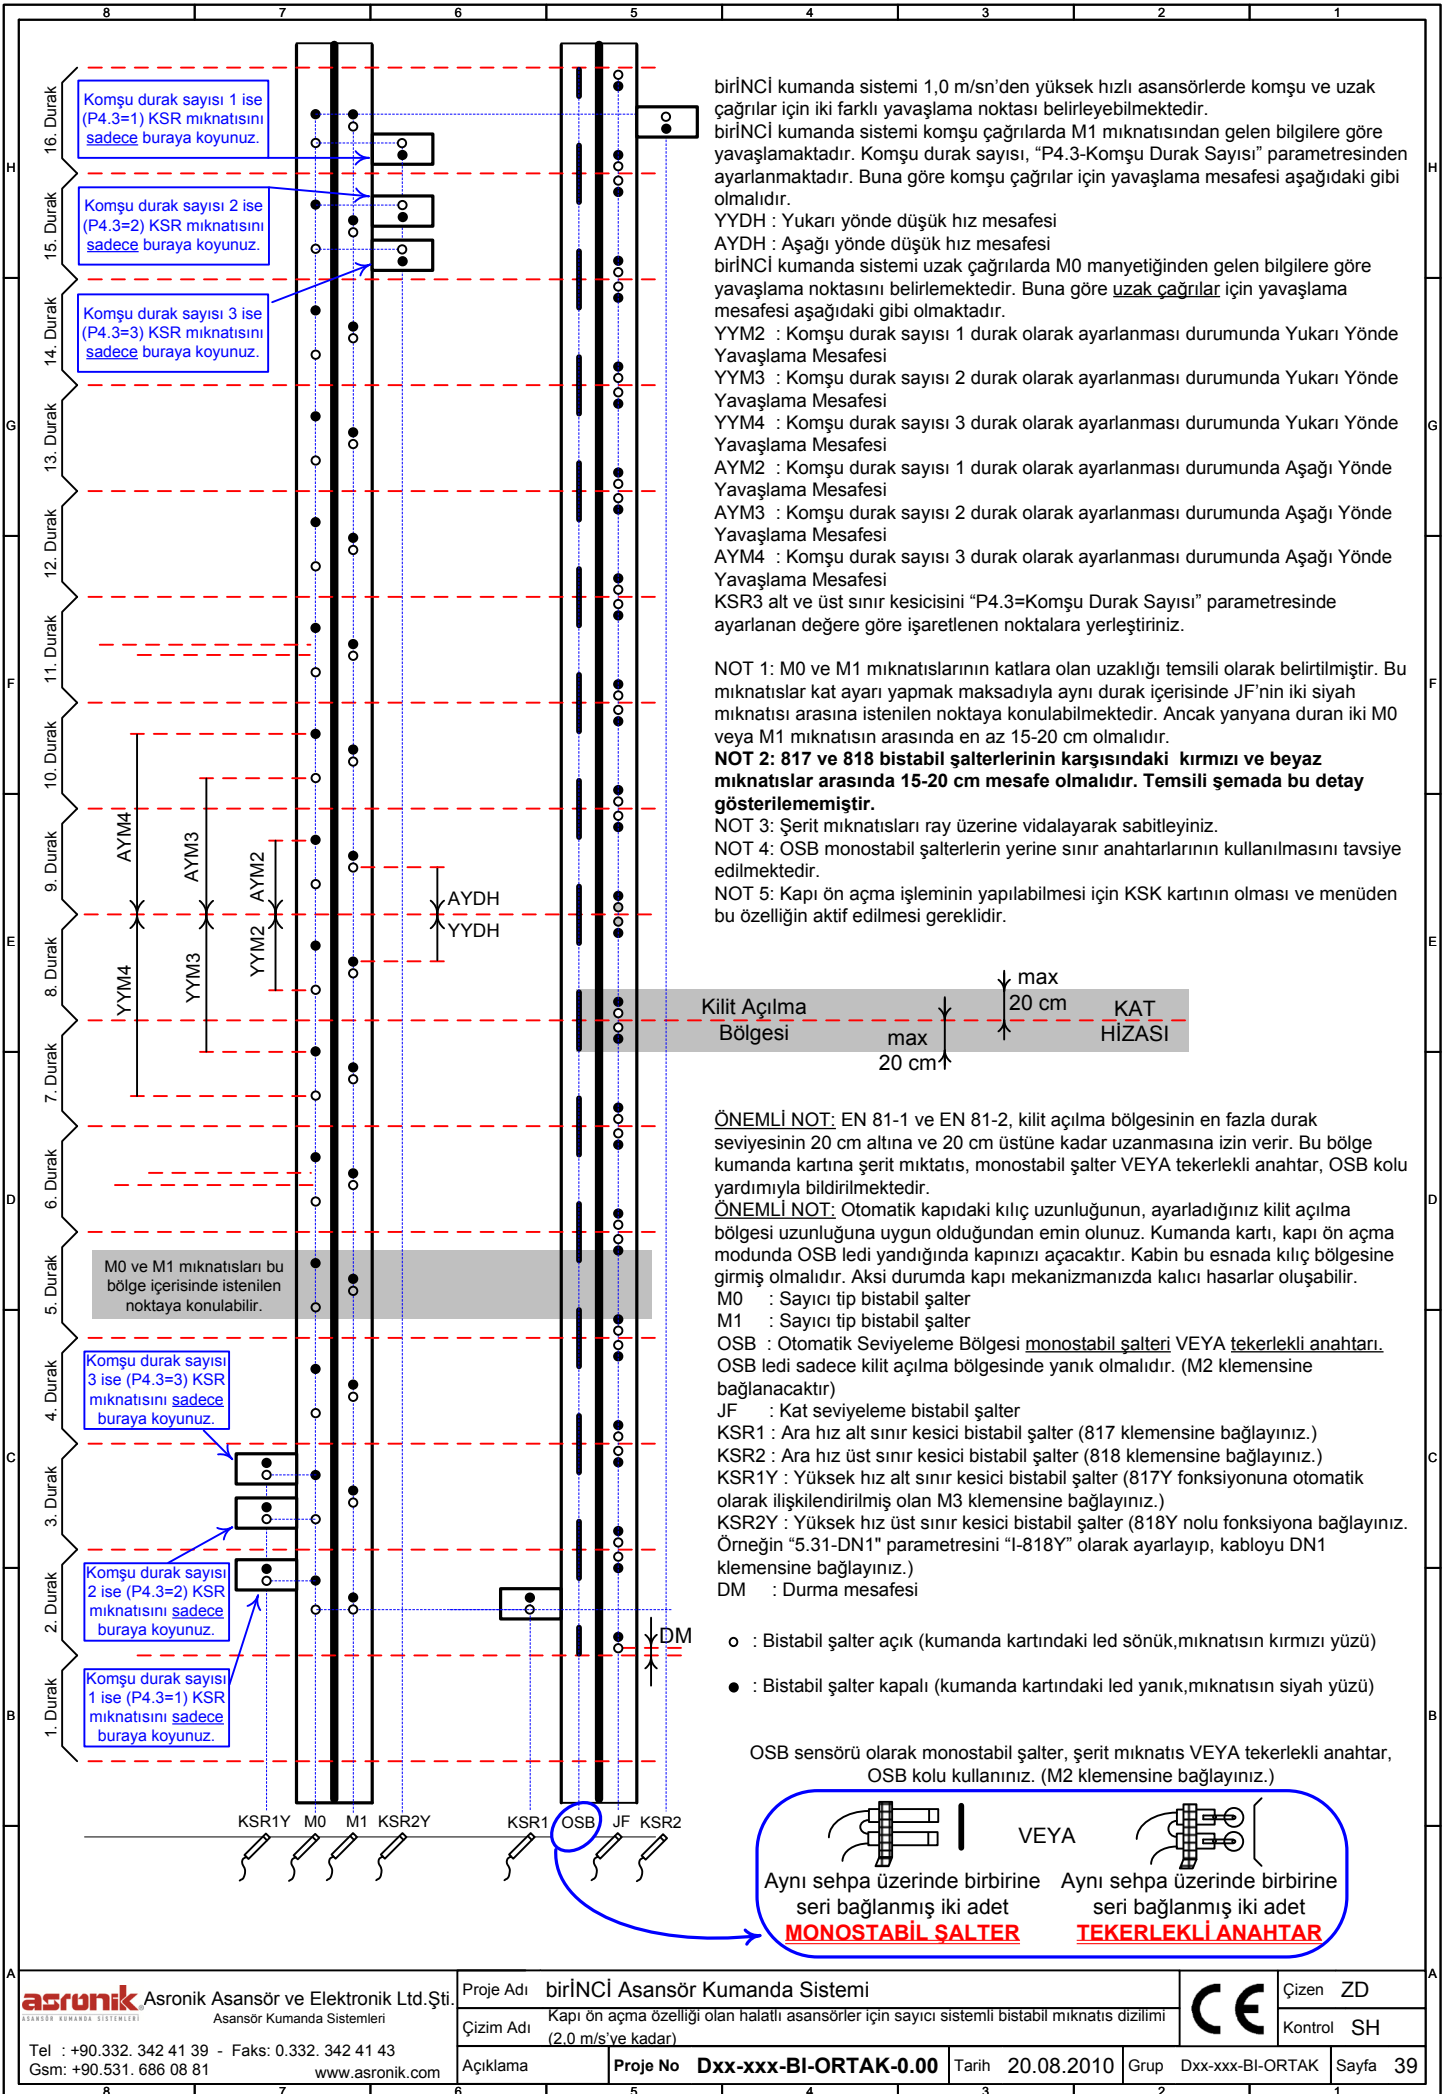 8 7 6 5 4 3 2 1
H
G
F
E
D
C
B
A
16. Durak
15. Durak
14. Durak
13. Durak
12. Durak
11. Durak
10. Durak
9. Durak
8. Durak
7. Durak
6. Durak
5. Durak
4. Durak
3. Durak
2. Durak
1. Durak
Komşu durak sayısı 1 ise
(P4.3=1) KSR mıknatısını
sadece buraya koyunuz.
Komşu durak sayısı 2 ise
(P4.3=2) KSR mıknatısını
sadece buraya koyunuz.
Komşu durak sayısı 3 ise
(P4.3=3) KSR mıknatısını
sadece buraya koyunuz.
AYM4
AYM3
AYM2
AYDH
YYDH
YYM2
YYM3
YYM4
M0 ve M1 mıknatısları bu
bölge içerisinde istenilen
noktaya konulabilir.
Komşu durak sayısı
3 ise (P4.3=3) KSR
mıknatısını sadece
buraya koyunuz.
Komşu durak sayısı
2 ise (P4.3=2) KSR
mıknatısını sadece
buraya koyunuz.
Komşu durak sayısı
1 ise (P4.3=1) KSR
mıknatısını sadece
buraya koyunuz.
DM
KSR1Y M0 M1 KSR2Y KSR1 OSB JF KSR2
birİNCİ kumanda sistemi 1,0 m/sn'den yüksek hızlı asansörlerde komşu ve uzak
çağrılar için iki farklı yavaşlama noktası belirleyebilmektedir.
birİNCİ kumanda sistemi komşu çağrılarda M1 mıknatısından gelen bilgilere göre
yavaşlamaktadır. Komşu durak sayısı, “P4.3-Komşu Durak Sayısı” parametresinden
ayarlanmaktadır. Buna göre komşu çağrılar için yavaşlama mesafesi aşağıdaki gibi
olmalıdır.
YYDH : Yukarı yönde düşük hız mesafesi
AYDH : Aşağı yönde düşük hız mesafesi
birİNCİ kumanda sistemi uzak çağrılarda M0 manyetiğinden gelen bilgilere göre
yavaşlama noktasını belirlemektedir. Buna göre uzak çağrılar için yavaşlama
mesafesi aşağıdaki gibi olmaktadır.
YYM2 : Komşu durak sayısı 1 durak olarak ayarlanması durumunda Yukarı Yönde
Yavaşlama Mesafesi
YYM3 : Komşu durak sayısı 2 durak olarak ayarlanması durumunda Yukarı Yönde
Yavaşlama Mesafesi
YYM4 : Komşu durak sayısı 3 durak olarak ayarlanması durumunda Yukarı Yönde
Yavaşlama Mesafesi
AYM2 : Komşu durak sayısı 1 durak olarak ayarlanması durumunda Aşağı Yönde
Yavaşlama Mesafesi
AYM3 : Komşu durak sayısı 2 durak olarak ayarlanması durumunda Aşağı Yönde
Yavaşlama Mesafesi
AYM4 : Komşu durak sayısı 3 durak olarak ayarlanması durumunda Aşağı Yönde
Yavaşlama Mesafesi
KSR3 alt ve üst sınır kesicisini “P4.3=Komşu Durak Sayısı” parametresinde
ayarlanan değere göre işaretlenen noktalara yerleştiriniz.
NOT 1: M0 ve M1 mıknatıslarının katlara olan uzaklığı temsili olarak belirtilmiştir. Bu
mıknatıslar kat ayarı yapmak maksadıyla aynı durak içerisinde JF'nin iki siyah
mıknatısı arasına istenilen noktaya konulabilmektedir. Ancak yanyana duran iki M0
veya M1 mıknatısın arasında en az 15-20 cm olmalıdır.
NOT 2: 817 ve 818 bistabil şalterlerinin karşısındaki kırmızı ve beyaz
mıknatıslar arasında 15-20 cm mesafe olmalıdır. Temsili şemada bu detay
gösterilememiştir.
NOT 3: Şerit mıknatısları ray üzerine vidalayarak sabitleyiniz.
NOT 4: OSB monostabil şalterlerin yerine sınır anahtarlarının kullanılmasını tavsiye
edilmektedir.
NOT 5: Kapı ön açma işleminin yapılabilmesi için KSK kartının olması ve menüden
bu özelliğin aktif edilmesi gereklidir.
Kilit Açılma
Bölgesi
max
20 cm
max
20 cm
KAT
HİZASI
ÖNEMLİ NOT: EN 81-1 ve EN 81-2, kilit açılma bölgesinin en fazla durak
seviyesinin 20 cm altına ve 20 cm üstüne kadar uzanmasına izin verir. Bu bölge
kumanda kartına şerit mıktatıs, monostabil şalter VEYA tekerlekli anahtar, OSB kolu
yardımıyla bildirilmektedir.
ÖNEMLİ NOT: Otomatik kapıdaki kılıç uzunluğunun, ayarladığınız kilit açılma
bölgesi uzunluğuna uygun olduğundan emin olunuz. Kumanda kartı, kapı ön açma
modunda OSB ledi yandığında kapınızı açacaktır. Kabin bu esnada kılıç bölgesine
girmiş olmalıdır. Aksi durumda kapı mekanizmanızda kalıcı hasarlar oluşabilir.
M0 : Sayıcı tip bistabil şalter
M1 : Sayıcı tip bistabil şalter
OSB : Otomatik Seviyeleme Bölgesi monostabil şalteri VEYA tekerlekli anahtarı.
OSB ledi sadece kilit açılma bölgesinde yanık olmalıdır. (M2 klemensine
bağlanacaktır)
JF : Kat seviyeleme bistabil şalter
KSR1 : Ara hız alt sınır kesici bistabil şalter (817 klemensine bağlayınız.)
KSR2 : Ara hız üst sınır kesici bistabil şalter (818 klemensine bağlayınız.)
KSR1Y : Yüksek hız alt sınır kesici bistabil şalter (817Y fonksiyonuna otomatik
olarak ilişkilendirilmiş olan M3 klemensine bağlayınız.)
KSR2Y : Yüksek hız üst sınır kesici bistabil şalter (818Y nolu fonksiyona bağlayınız.
Örneğin “5.31-DN1" parametresini “I-818Y” olarak ayarlayıp, kabloyu DN1
klemensine bağlayınız.)
DM : Durma mesafesi
: Bistabil şalter açık (kumanda kartındaki led sönük,mıknatısın kırmızı yüzü)
: Bistabil şalter kapalı (kumanda kartındaki led yanık,mıknatısın siyah yüzü)
OSB sensörü olarak monostabil şalter, şerit mıknatıs VEYA tekerlekli anahtar,
OSB kolu kullanınız. (M2 klemensine bağlayınız.)
VEYA
Aynı sehpa üzerinde birbirine
seri bağlanmış iki adet
MONOSTABİL ŞALTER
Aynı sehpa üzerinde birbirine
seri bağlanmış iki adet
TEKERLEKLİ ANAHTAR
asronik Asronik Asansör ve Elektronik Ltd.Şti.
ASANSÖR KUMANDA SİSTEMLERİ
Asansör Kumanda Sistemleri
Tel : +90.332. 342 41 39 - Faks: 0.332. 342 41 43
Gsm: +90.531. 686 08 81 www.asronik.com
Proje Adı birİNCİ Asansör Kumanda Sistemi
Çizim Adı Kapı ön açma özelliği olan halatlı asansörler için sayıcı sistemli bistabil mıknatıs dizilimi
(2,0 m/s'ye kadar)
Açıklama
Proje No Dxx-xxx-BI-ORTAK-0.00
Tarih 20.08.2010
Grup Dxx-xxx-BI-ORTAK
Sayfa 39
CE
Çizen ZD
Kontrol SH
8 7 6 5 4 3 2 1